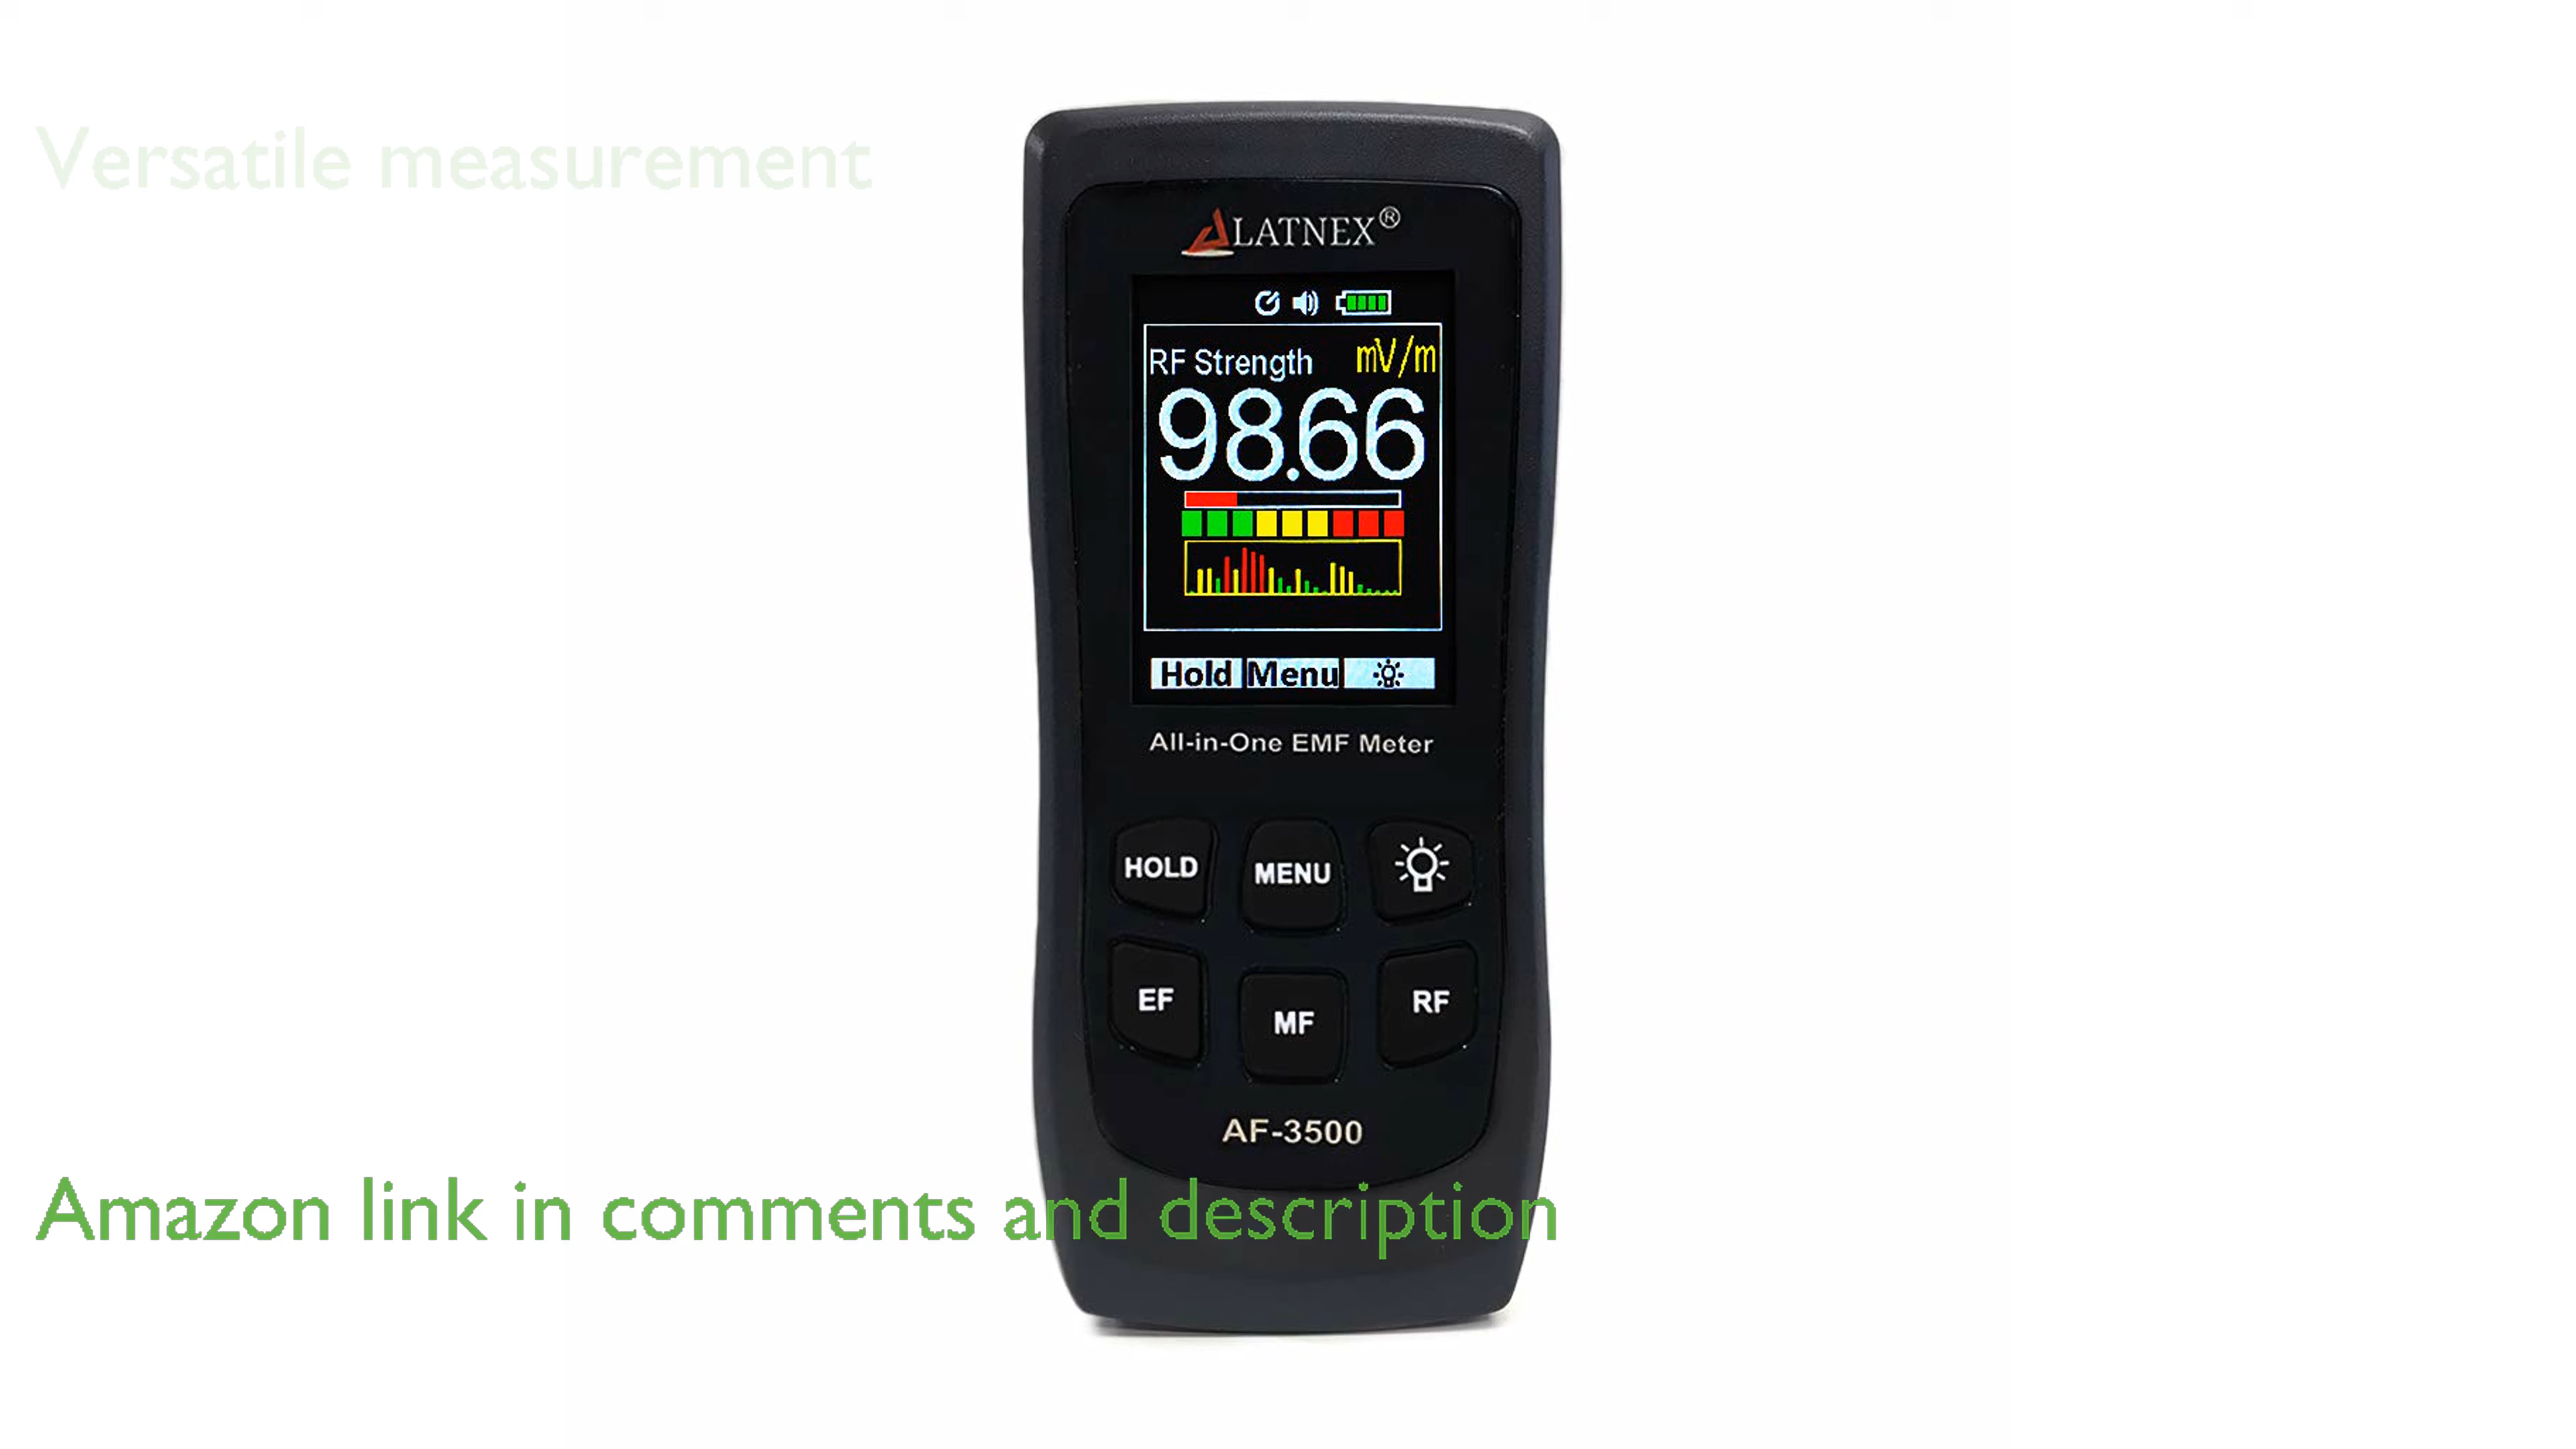 Versatile measurement
LATNEX®
RF Strength mV/m
98.66
Hold Menu
All-in-One EMF Meter
HOLD MENU
EF MF RF
AF-3500
Amazon link in comments and description